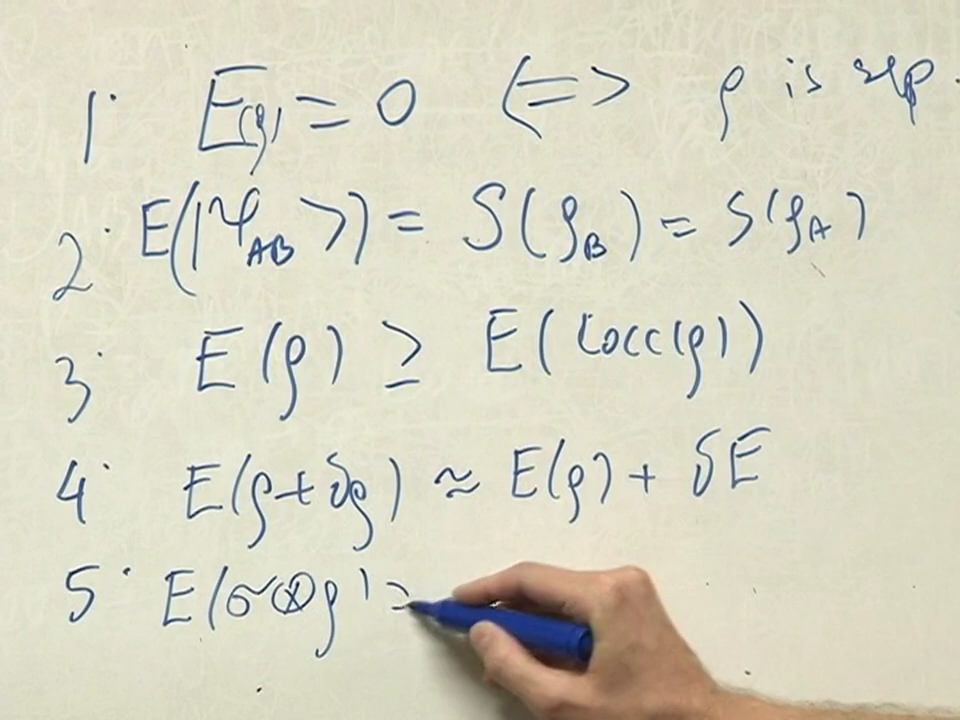 1. E(ρ) = 0 <=> ρ is sep.
2. E(|Ψ_AB >) = S(ρ_B) = S(ρ_A)
3. E(ρ) ≥ E(LOCC(ρ))
4. E(ρ+δρ) ≈ E(ρ) + δE
5. E(σ⊗ρ) =